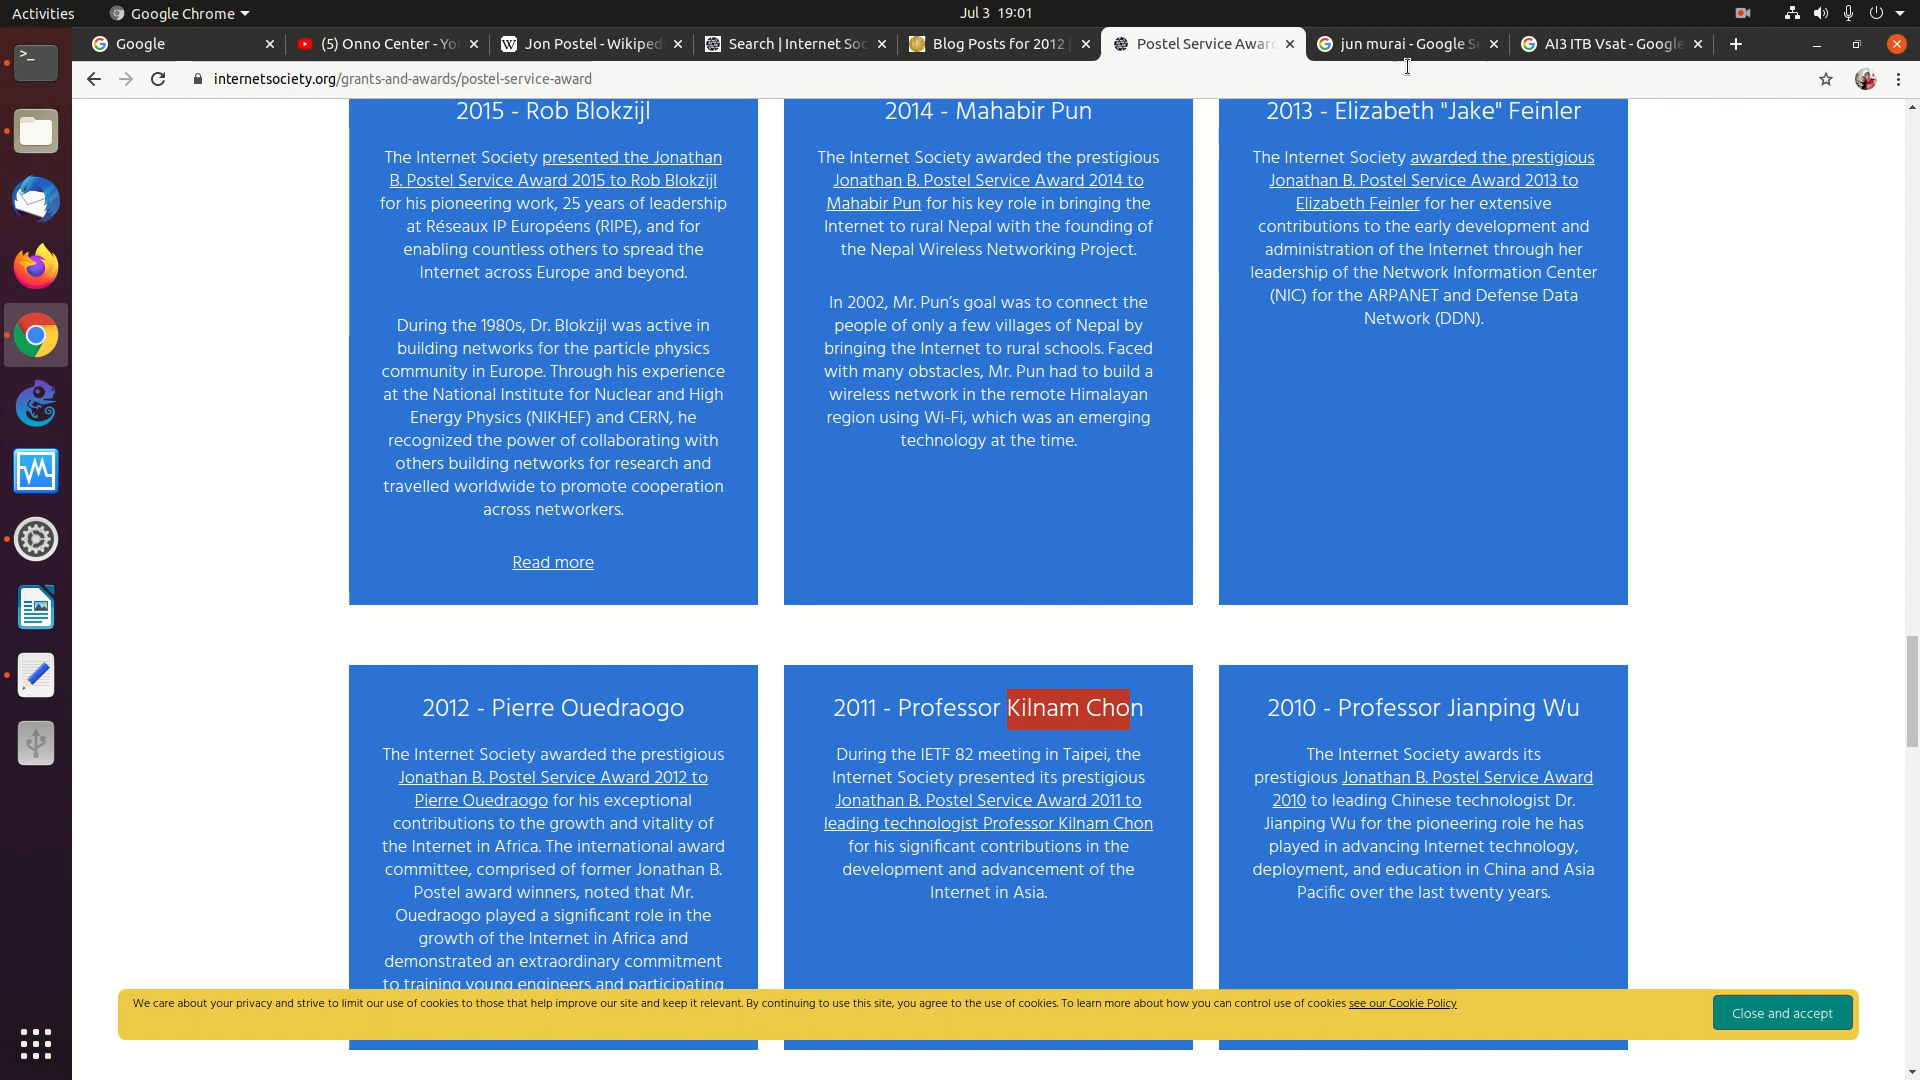 Activities
Google Chrome
Jul 3 19:01
Google
(5) Onno Center - Yo
Jon Postel - Wikiped
Search | Internet Soc
Blog Posts for 2012 |
Postel Service Awar
jun murai - Google S
AI3 ITB Vsat - Google
internetsociety.org/grants-and-awards/postel-service-award
2015 - Rob Blokzijl
The Internet Society presented the Jonathan
B. Postel Service Award 2015 to Rob Blokzijl
for his pioneering work, 25 years of leadership
at Réseaux IP Européens (RIPE), and for
enabling countless others to spread the
Internet across Europe and beyond.
During the 1980s, Dr. Blokzijl was active in
building networks for the particle physics
community in Europe. Through his experience
at the National Institute for Nuclear and High
Energy Physics (NIKHEF) and CERN, he
recognized the power of collaborating with
others building networks for research and
travelled worldwide to promote cooperation
across networkers.
Read more
2014 - Mahabir Pun
The Internet Society awarded the prestigious
Jonathan B. Postel Service Award 2014 to
Mahabir Pun for his key role in bringing the
Internet to rural Nepal with the founding of
the Nepal Wireless Networking Project.
In 2002, Mr. Pun’s goal was to connect the
people of only a few villages of Nepal by
bringing the Internet to rural schools. Faced
with many obstacles, Mr. Pun had to build a
wireless network in the remote Himalayan
region using Wi-Fi, which was an emerging
technology at the time.
2013 - Elizabeth "Jake" Feinler
The Internet Society awarded the prestigious
Jonathan B. Postel Service Award 2013 to
Elizabeth Feinler for her extensive
contributions to the early development and
administration of the Internet through her
leadership of the Network Information Center
(NIC) for the ARPANET and Defense Data
Network (DDN).
2012 - Pierre Ouedraogo
The Internet Society awarded the prestigious
Jonathan B. Postel Service Award 2012 to
Pierre Ouedraogo for his exceptional
contributions to the growth and vitality of
the Internet in Africa. The international award
committee, comprised of former Jonathan B.
Postel award winners, noted that Mr.
Ouedraogo played a significant role in the
growth of the Internet in Africa and
demonstrated an extraordinary commitment
to training young engineers and participating
2011 - Professor Kilnam Chon
During the IETF 82 meeting in Taipei, the
Internet Society presented its prestigious
Jonathan B. Postel Service Award 2011 to
leading technologist Professor Kilnam Chon
for his significant contributions in the
development and advancement of the
Internet in Asia.
2010 - Professor Jianping Wu
The Internet Society awards its
prestigious Jonathan B. Postel Service Award
2010 to leading Chinese technologist Dr.
Jianping Wu for the pioneering role he has
played in advancing Internet technology,
deployment, and education in China and Asia
Pacific over the last twenty years.
We care about your privacy and strive to limit our use of cookies to those that help improve our site and keep it relevant. By continuing to use this site, you agree to the use of cookies. To learn more about how you can control use of cookies see our Cookie Policy
Close and accept